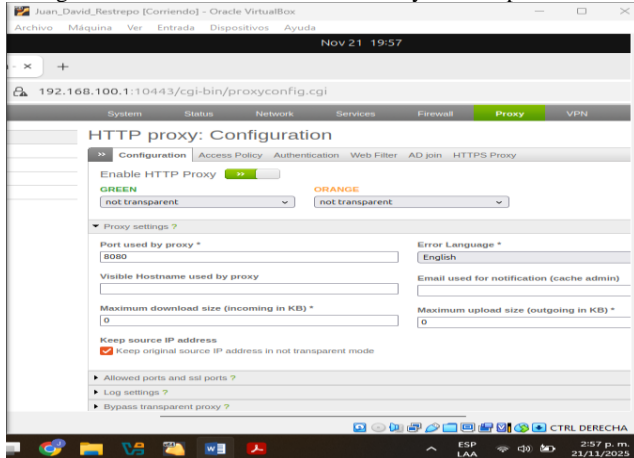 Juan_David_Restrepo [Corriendo] - Oracle VirtualBox
Archivo Máquina Ver Entrada Dispositivos Ayuda
Nov 21 19:57
192.168.100.1:10443/cgi-bin/proxyconfig.cgi
System Status Network Services Firewall Proxy VPN
HTTP proxy: Configuration
>> Configuration Access Policy Authentication Web Filter AD join HTTPS Proxy
Enable HTTP Proxy >>
GREEN ORANGE
not transparent not transparent
Proxy settings ?
Port used by proxy * Error Language *
8080 English
Visible Hostname used by proxy Email used for notification (cache admin)
Maximum download size (incoming in KB) * Maximum upload size (outgoing in KB) *
0 0
Keep source IP address
Keep original source IP address in not transparent mode
Allowed ports and ssl ports ?
Log settings ?
Bypass transparent proxy ?
CTRL DERECHA
ESP 2:57 p. m.
LAA 21/11/2025